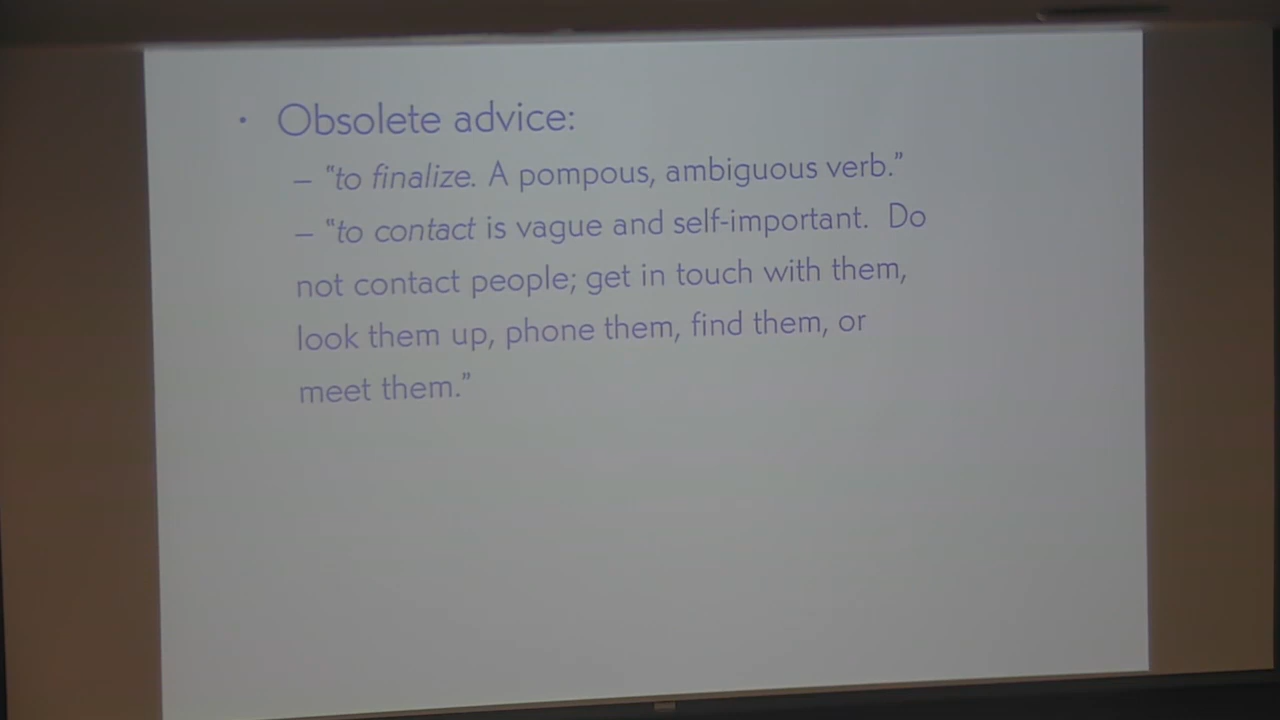 • Obsolete advice:
– “to finalize. A pompous, ambiguous verb.”
– “to contact is vague and self-important. Do
not contact people; get in touch with them,
look them up, phone them, find them, or
meet them.”